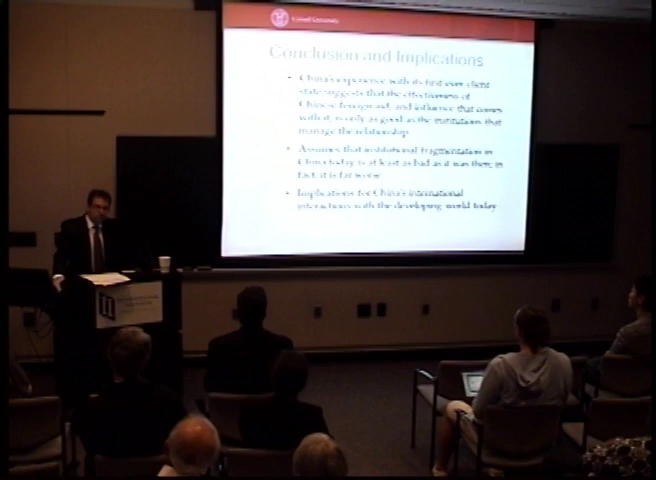 Cornell University
Conclusion and Implications
• China's experience with its first ever client
state suggests that the effectiveness of
Chinese foreign aid, and influence that comes
with it, is only as good as the institutions that
manage the relationship
• Assumes that institutional fragmentation in
China today is at least as bad as it was then; in
fact, it is far worse
• Implications for China's international
interactions with the developing world today